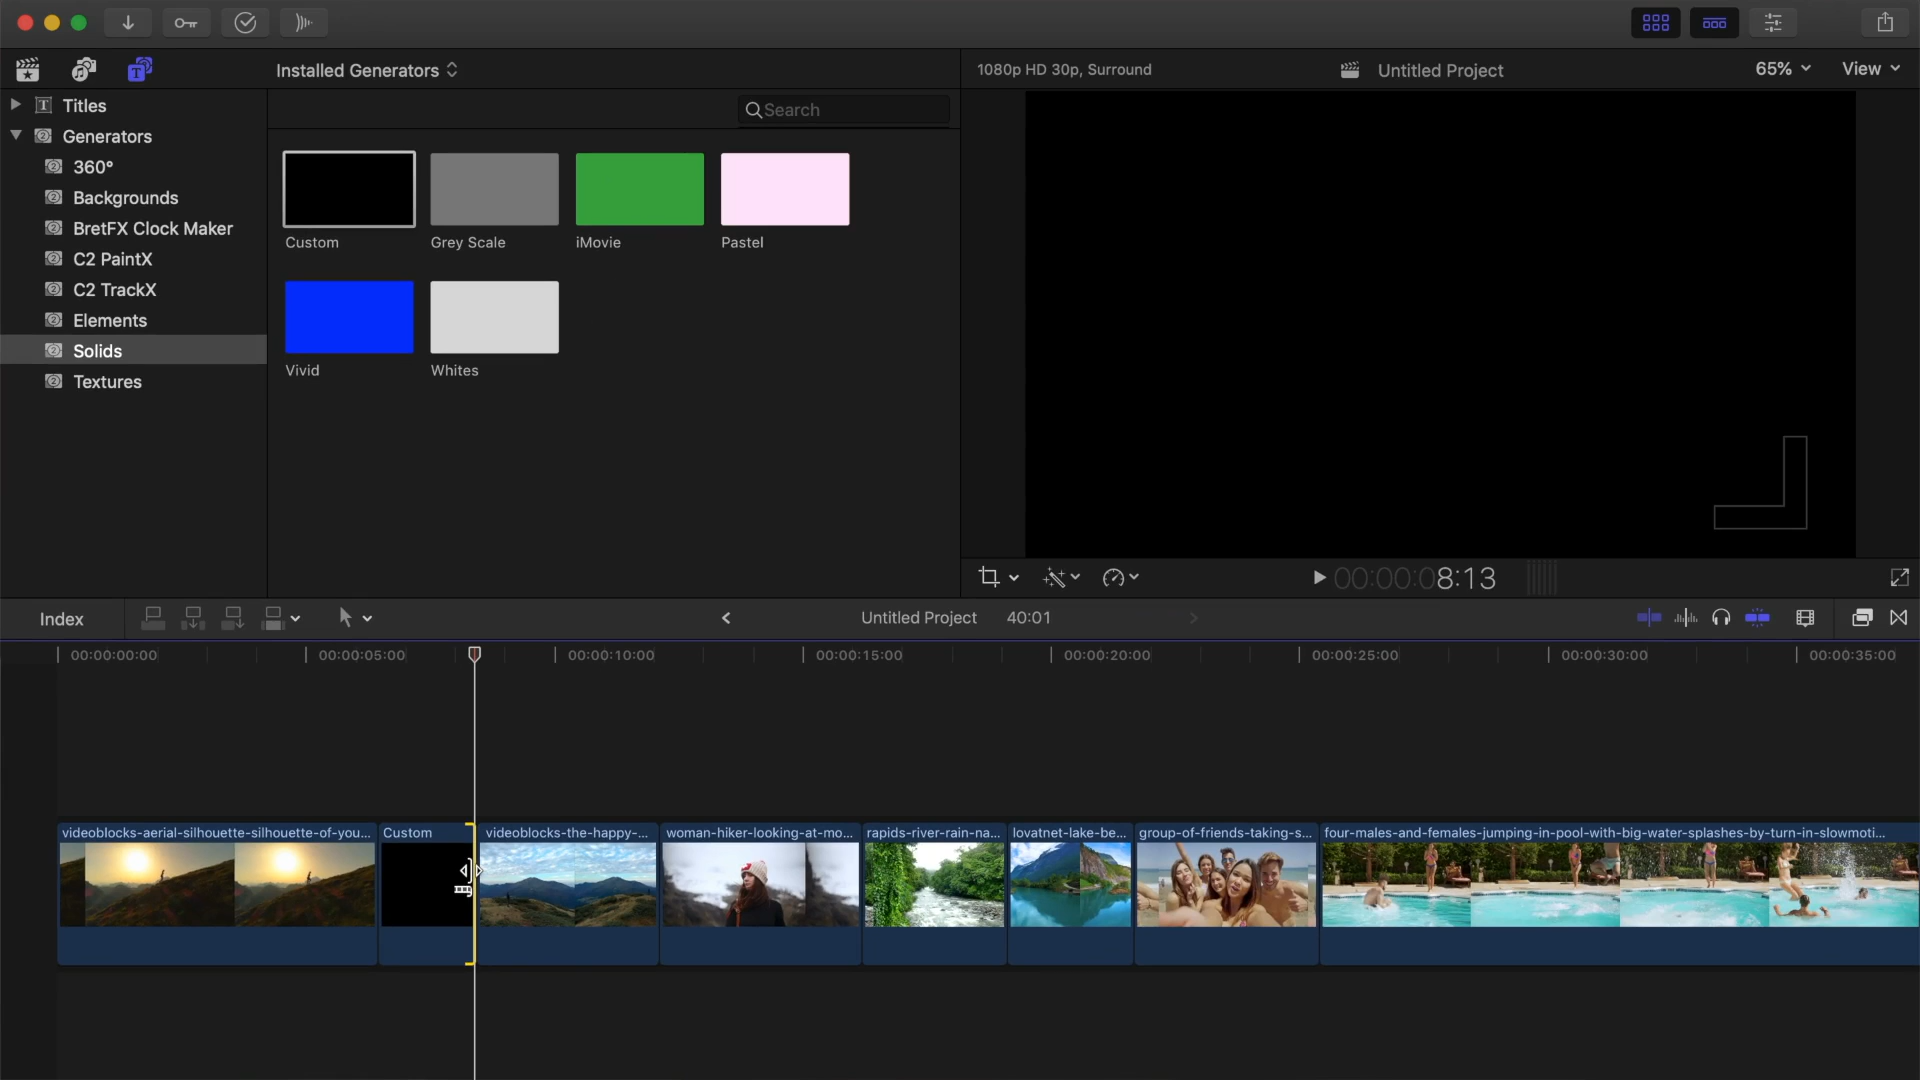 Installed Generators
1080p HD 30p, Surround
Untitled Project
65%
View
Titles
Generators
360°
Backgrounds
BretFX Clock Maker
C2 PaintX
C2 TrackX
Elements
Solids
Textures
Search
Custom
Grey Scale
iMovie
Pastel
Vivid
Whites
00:00:08:13
Index
Untitled Project
40:01
00:00:00:00
00:00:05:00
00:00:10:00
00:00:15:00
00:00:20:00
00:00:25:00
00:00:30:00
00:00:35:00
videoblocks-aerial-silhouette-silhouette-of-you...
Custom
videoblocks-the-happy-...
woman-hiker-looking-at-mo...
rapids-river-rain-na...
lovatnet-lake-be...
group-of-friends-taking-s...
four-males-and-females-jumping-in-pool-with-big-water-splashes-by-turn-in-slowmoti...